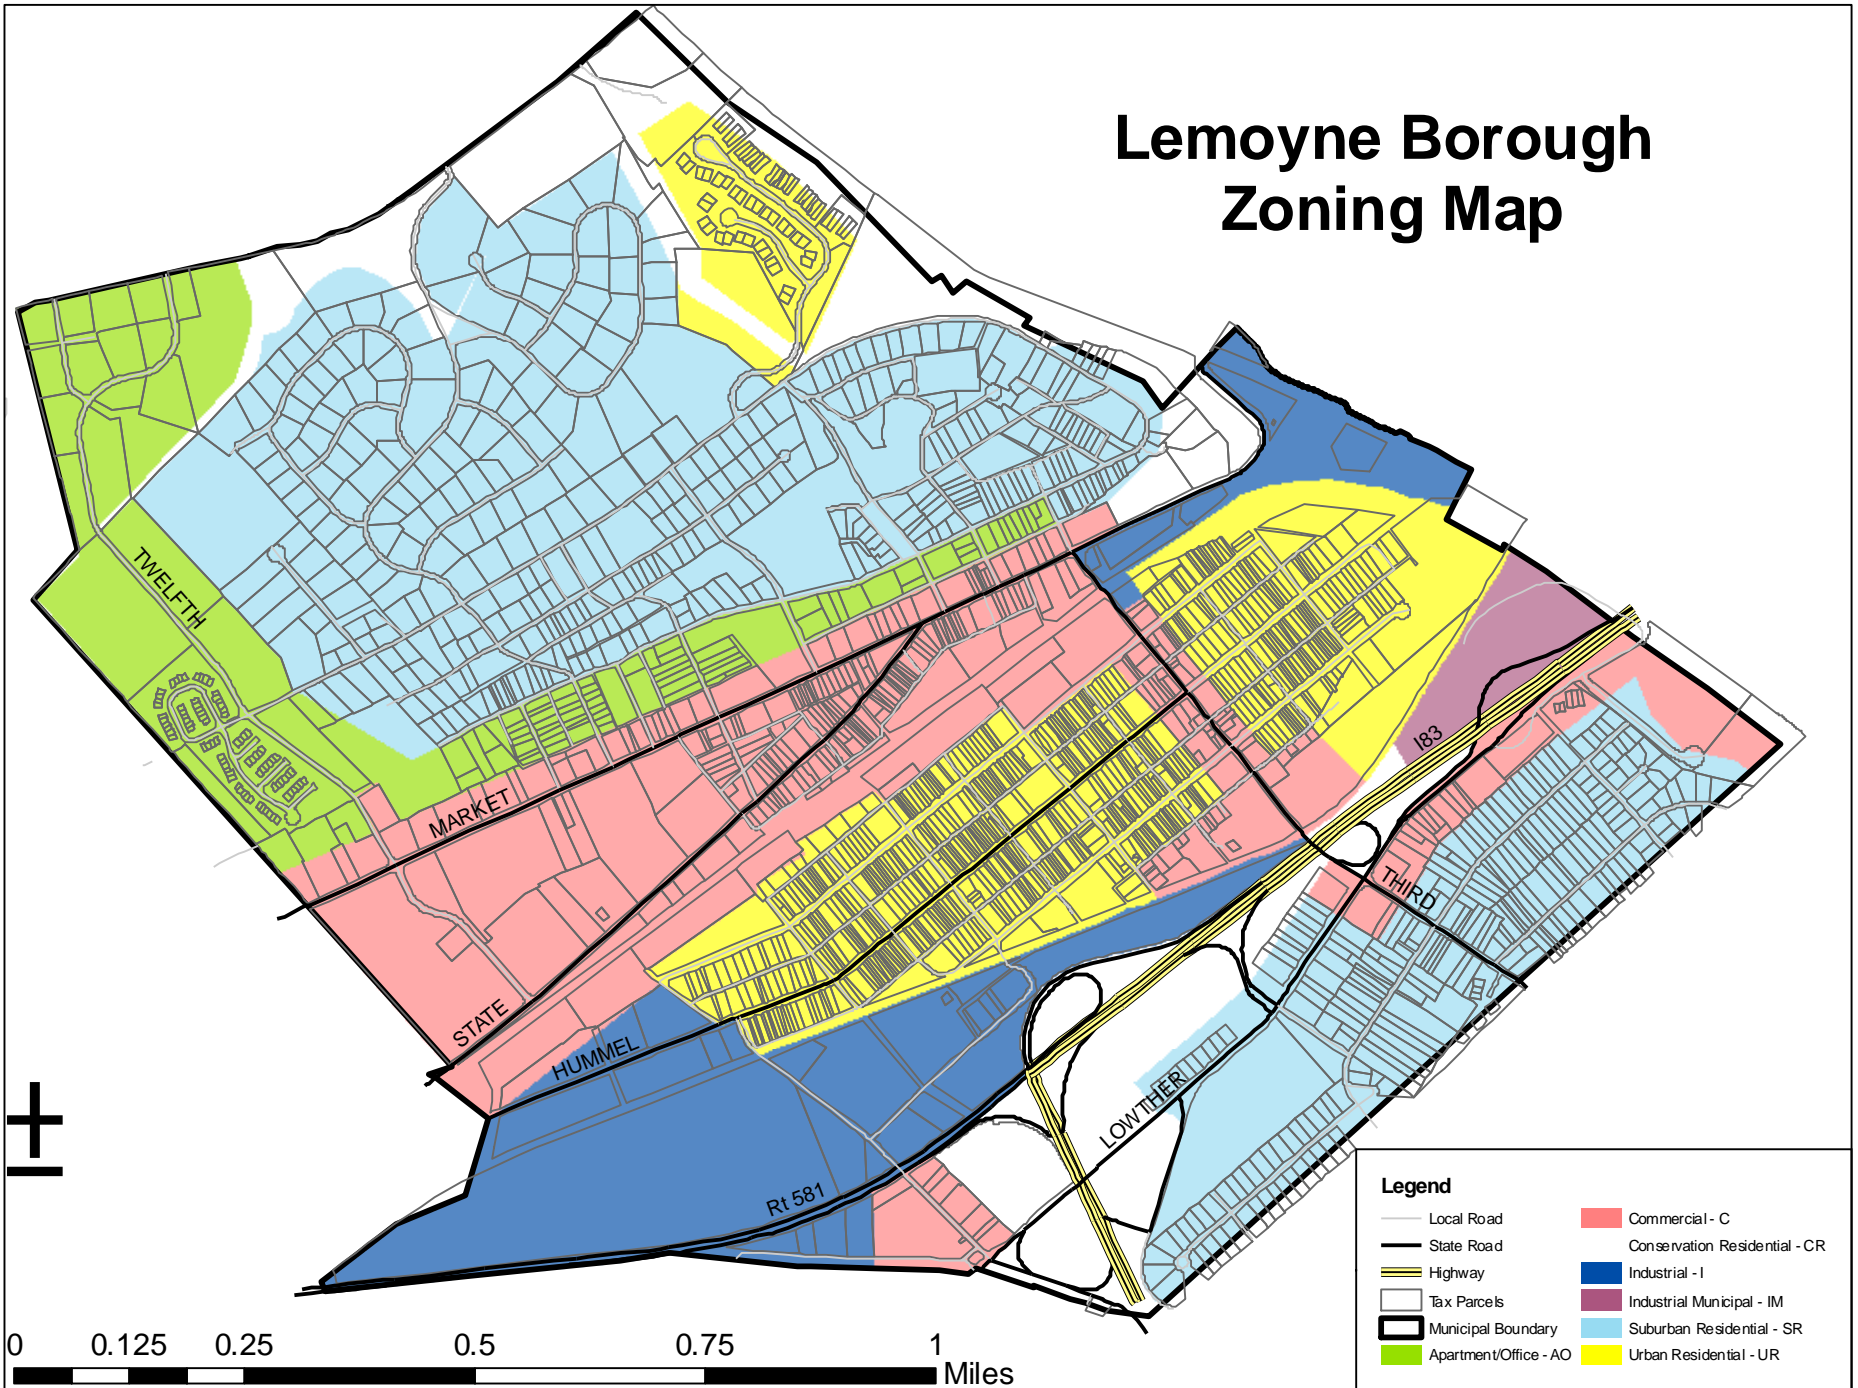 Lemoyne Borough
Zoning Map
TWELFTH
MARKET
STATE
HUMMEL
Rt 581
LOWTHER
THIRD
I83
Legend
Local Road
State Road
Highway
Tax Parcels
Municipal Boundary
Apartment/Office - AO
Commercial - C
Conservation Residential - CR
Industrial - I
Industrial Municipal - IM
Suburban Residential - SR
Urban Residential - UR
0 0.125 0.25 0.5 0.75 1
Miles